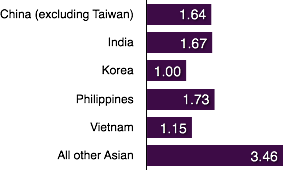 China (excluding Taiwan) 1.64
India 1.67
Korea 1.00
Philippines 1.73
Vietnam 1.15
All other Asian 3.46